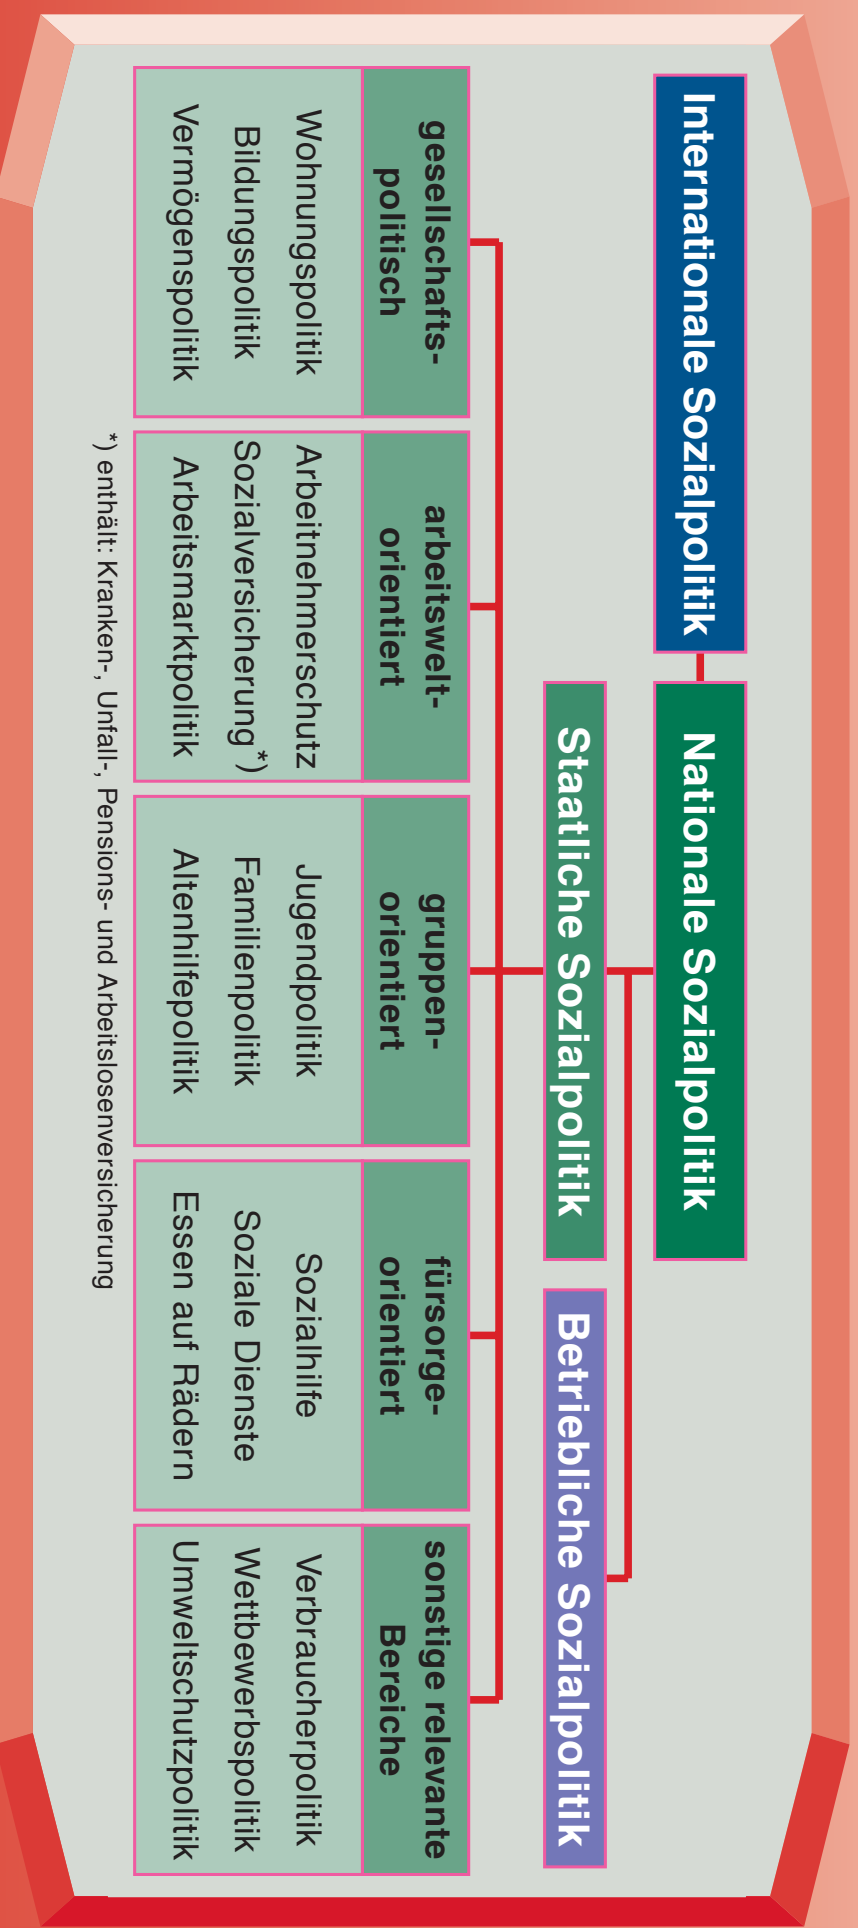 Internationale Sozialpolitik
Nationale Sozialpolitik
Staatliche Sozialpolitik
Betriebliche Sozialpolitik
gesellschafts-
politisch
Wohnungspolitik
Bildungspolitik
Vermögenspolitik
arbeitswelt-
orientiert
Arbeitnehmerschutz
Sozialversicherung *)
Arbeitsmarktpolitik
gruppen-
orientiert
Jugendpolitik
Familienpolitik
Altenhilfepolitik
fürsorge-
orientiert
Sozialhilfe
Soziale Dienste
Essen auf Rädern
sonstige relevante
Bereiche
Verbraucherpolitik
Wettbewerbspolitik
Umweltschutzpolitik
*) enthält: Kranken-, Unfall-, Pensions- und Arbeitslosenversicherung